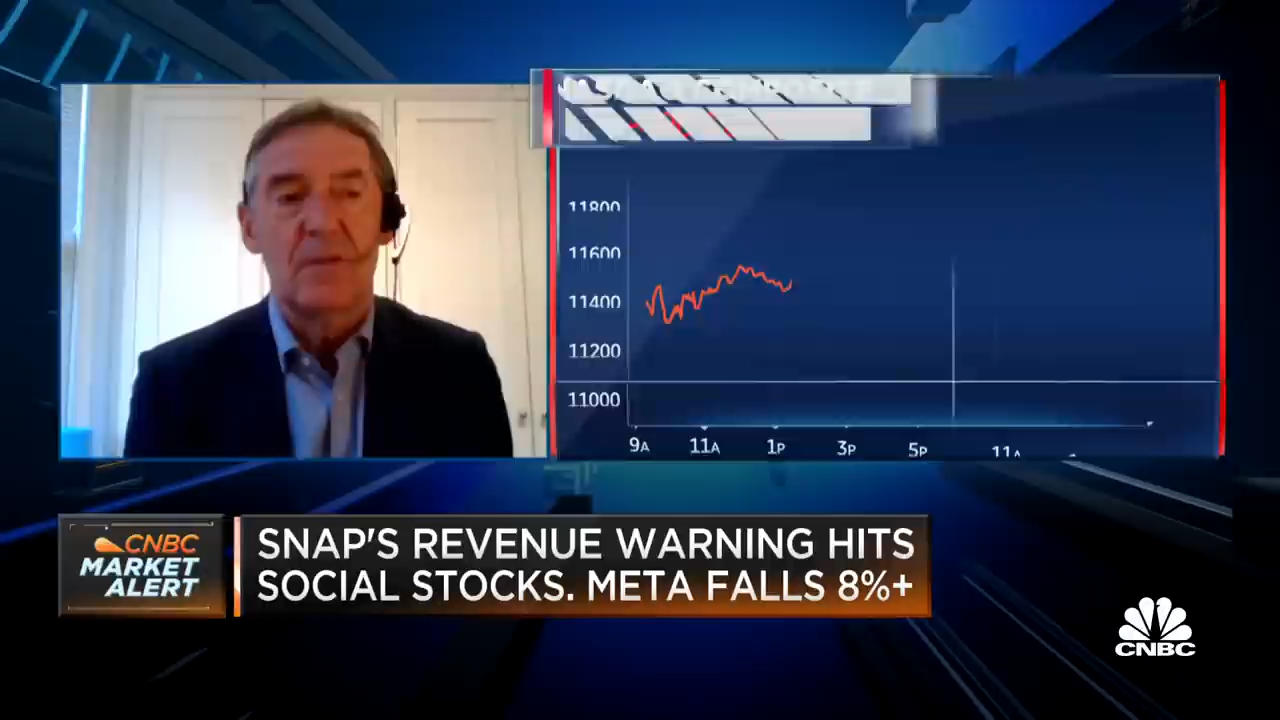 11800
11600
11400
11200
11000
9A 11A 1P 3P 5P 11A
CNBC
MARKET
ALERT
SNAP'S REVENUE WARNING HITS
SOCIAL STOCKS. META FALLS 8%+
CNBC